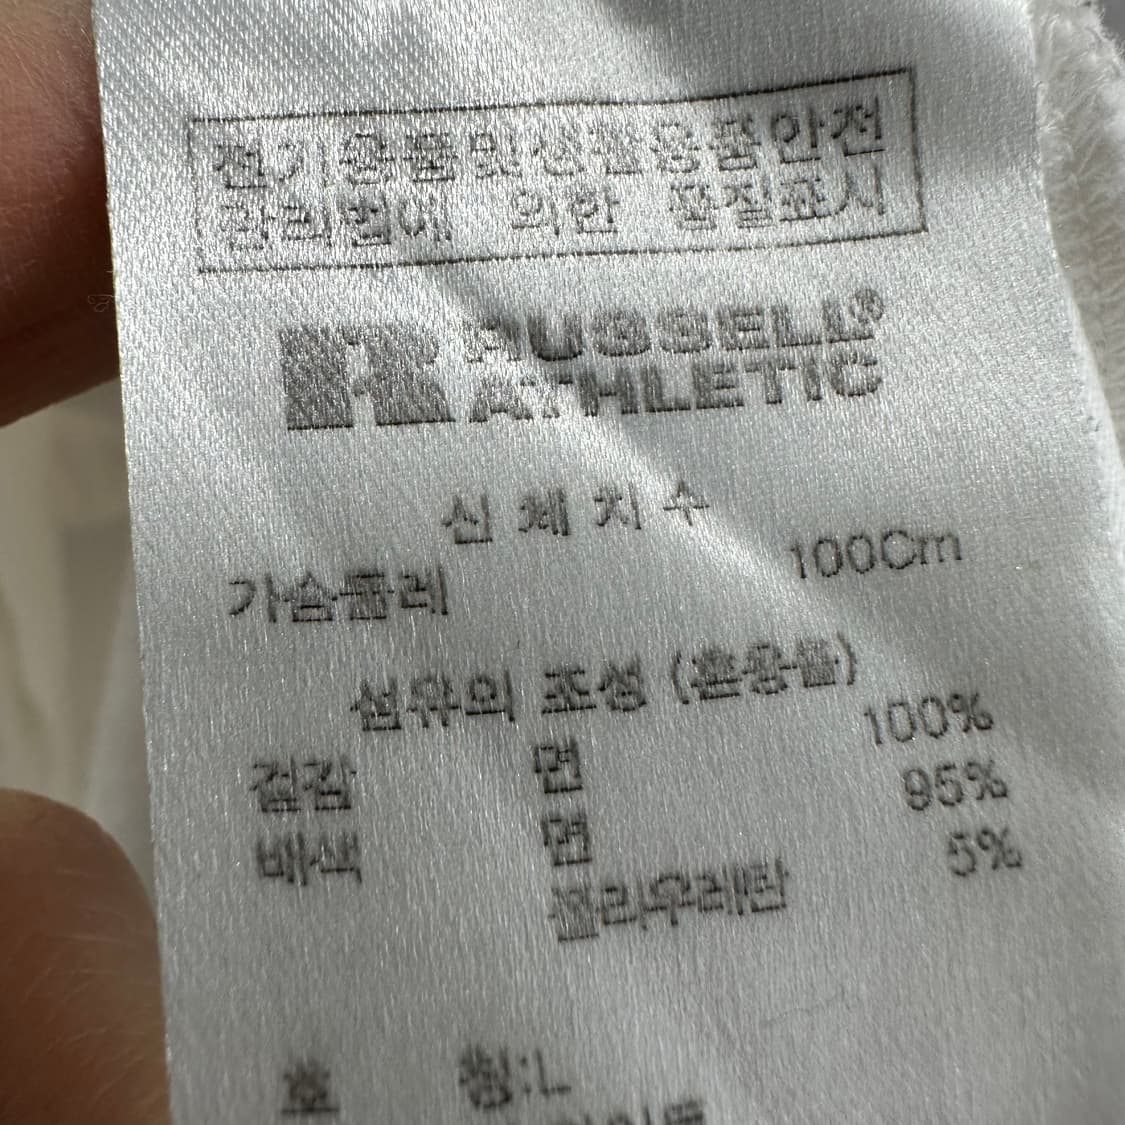 전기용품및생활용품안전
관리법에 의한 품질표시
RUSSELL®
ATHLETIC
신체치수
가슴둘레 100Cm
섬유의 조성 (혼용율)
겉감 면 100%
배색 면 95%
폴리우레탄 5%
호 칭:L